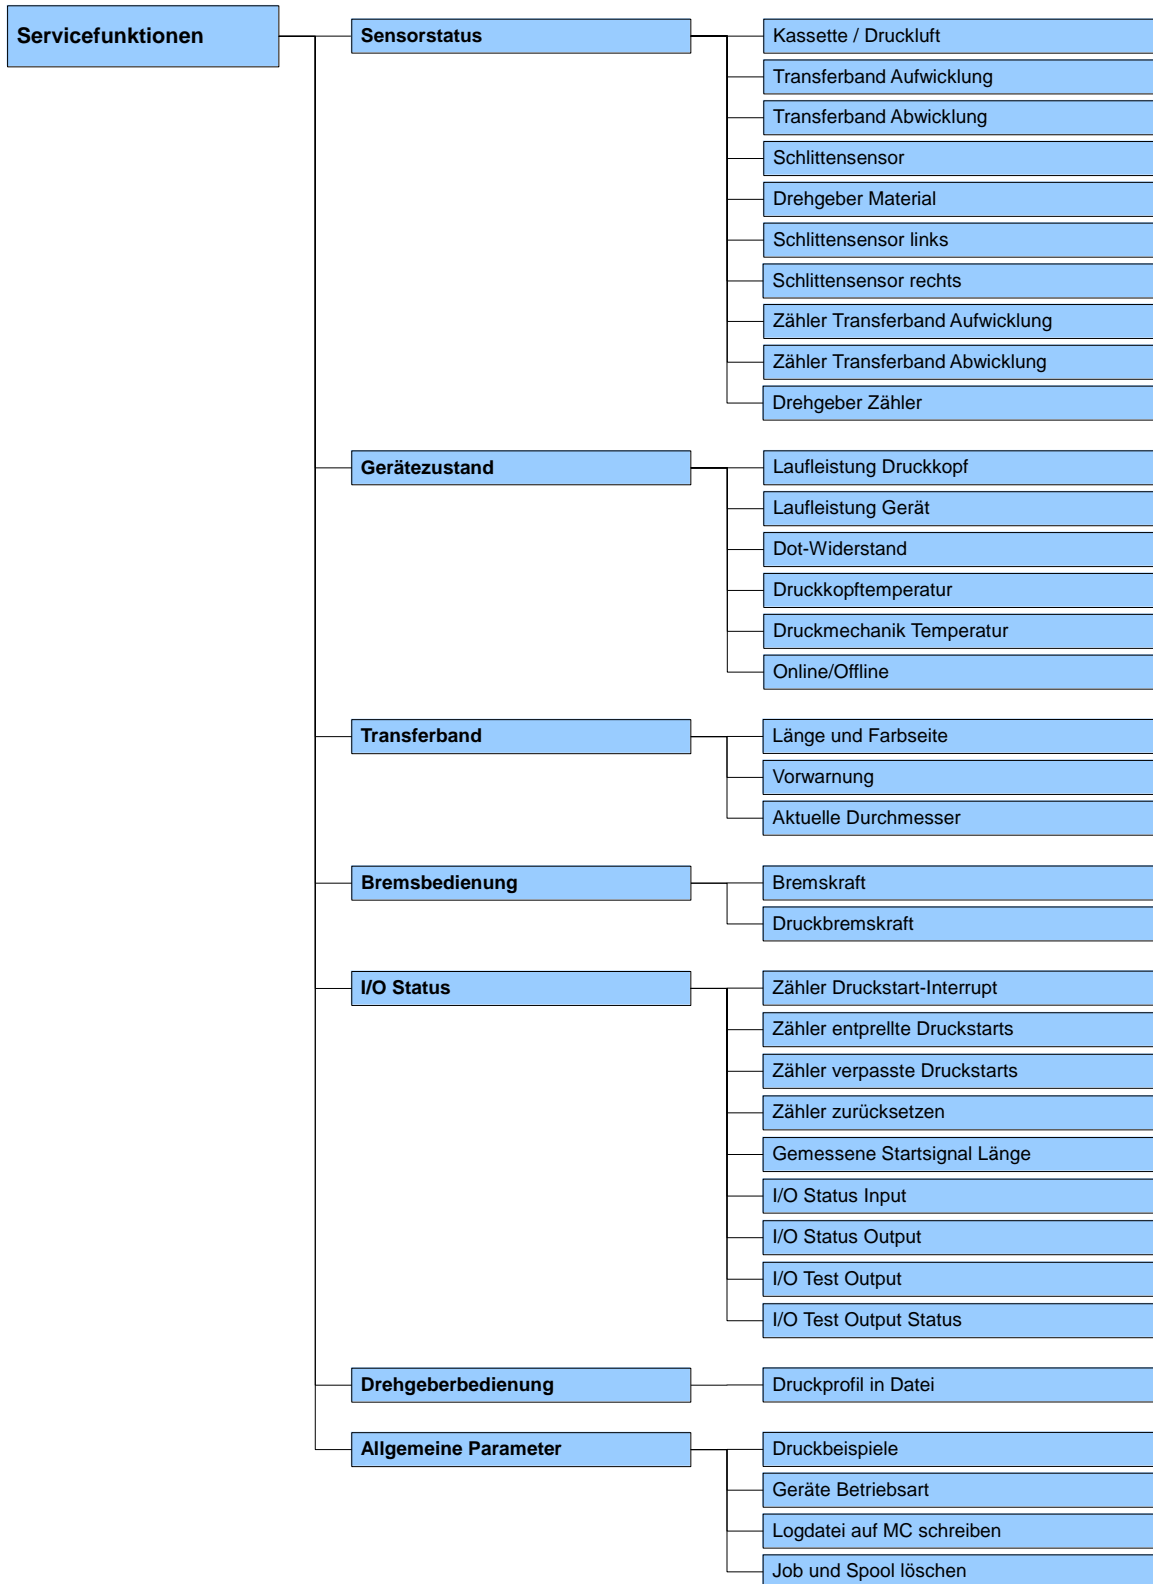 Servicefunktionen
Sensorstatus
Kassette / Druckluft
Transferband Aufwicklung
Transferband Abwicklung
Schlittensensor
Drehgeber Material
Schlittensensor links
Schlittensensor rechts
Zähler Transferband Aufwicklung
Zähler Transferband Abwicklung
Drehgeber Zähler
Gerätezustand
Laufleistung Druckkopf
Laufleistung Gerät
Dot-Widerstand
Druckkopftemperatur
Druckmechanik Temperatur
Online/Offline
Transferband
Länge und Farbseite
Vorwarnung
Aktuelle Durchmesser
Bremsbedienung
Bremskraft
Druckbremskraft
I/O Status
Zähler Druckstart-Interrupt
Zähler entprellte Druckstarts
Zähler verpasste Druckstarts
Zähler zurücksetzen
Gemessene Startsignal Länge
I/O Status Input
I/O Status Output
I/O Test Output
I/O Test Output Status
Drehgeberbedienung
Druckprofil in Datei
Allgemeine Parameter
Druckbeispiele
Geräte Betriebsart
Logdatei auf MC schreiben
Job und Spool löschen